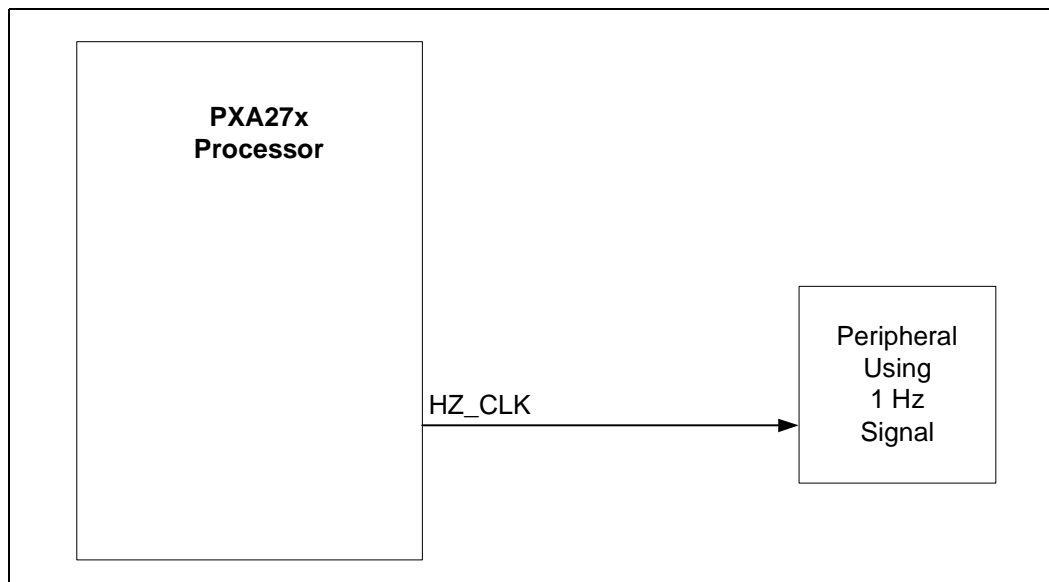 PXA27x
Processor
HZ_CLK
Peripheral
Using
1 Hz
Signal